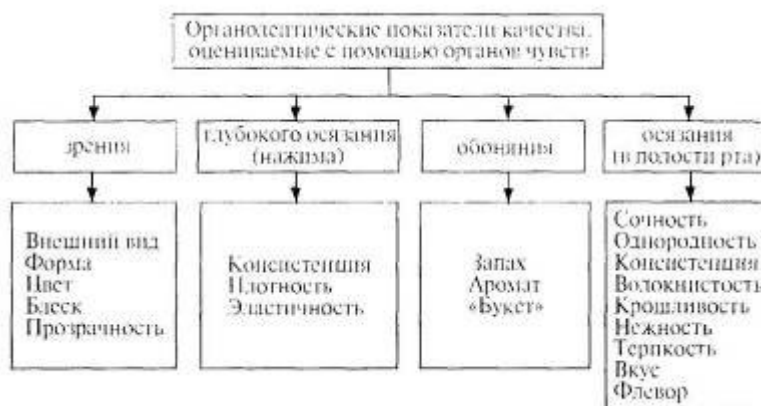 Органолептические показатели качества,
оцениваемые с помощью органов чувств
зрения
глубокого осязания
(нажима)
обоняния
осязания
(в полости рта)
Внешний вид
Форма
Цвет
Блеск
Прозрачность
Консистенция
Плотность
Эластичность
Запах
Аромат
«Букет»
Сочность
Однородность
Консистенция
Волокнистость
Крошливость
Нежность
Терпкость
Вкус
Флевор